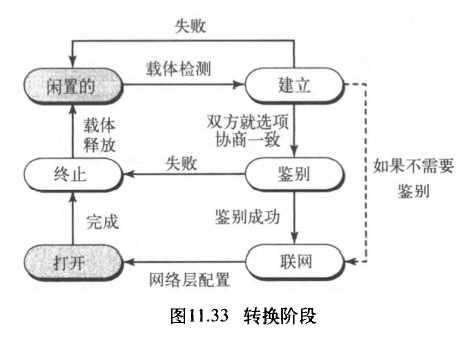 失败
闲置的
载体检测
建立
载体
释放
双方就选项
协商一致
终止
失败
鉴别
如果不需要
鉴别
完成
鉴别成功
打开
网络层配置
联网
图11.33 转换阶段